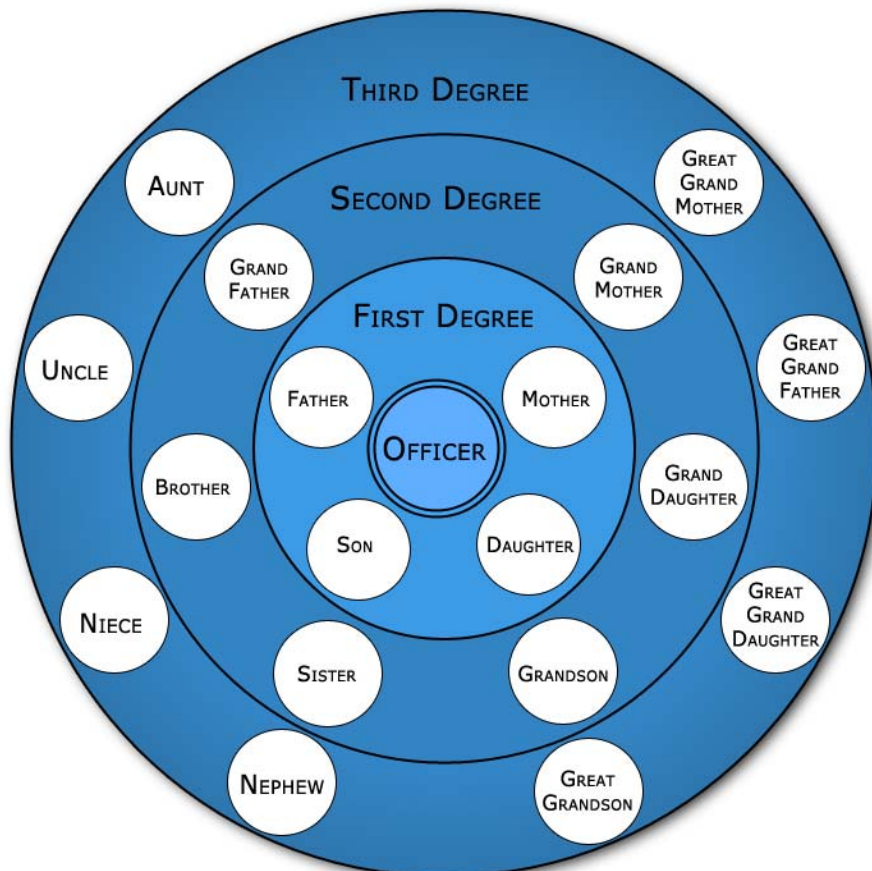 Third Degree
Aunt
Great
Grand
Mother
Second Degree
Grand
Father
Grand
Mother
First Degree
Uncle
Great
Grand
Father
Father
Mother
Officer
Brother
Grand
Daughter
Son
Daughter
Niece
Great
Grand
Daughter
Sister
Grandson
Nephew
Great
Grandson